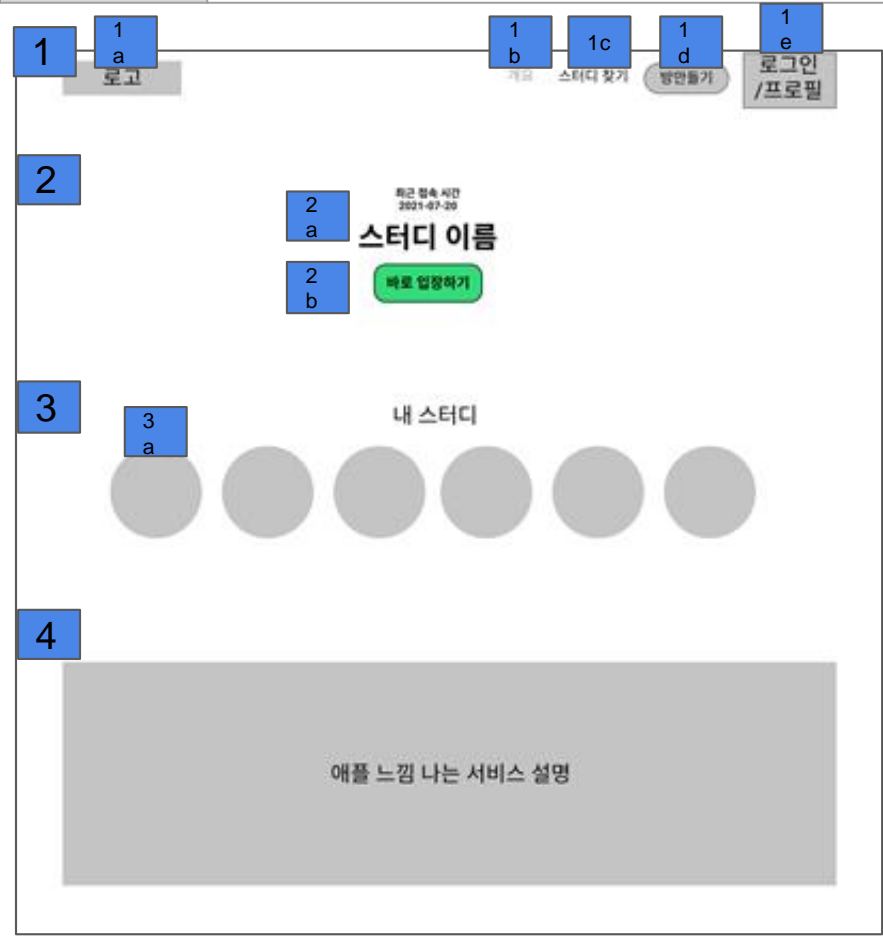 1
1
a
로고
1
b
개요
1c
스터디 찾기
1
d
방만들기
1
e
로그인
/프로필
2
2
a
최근 접속 시간
2021-07-20
스터디 이름
2
b
바로 입장하기
3
내 스터디
3
a
4
애플 느낌 나는 서비스 설명